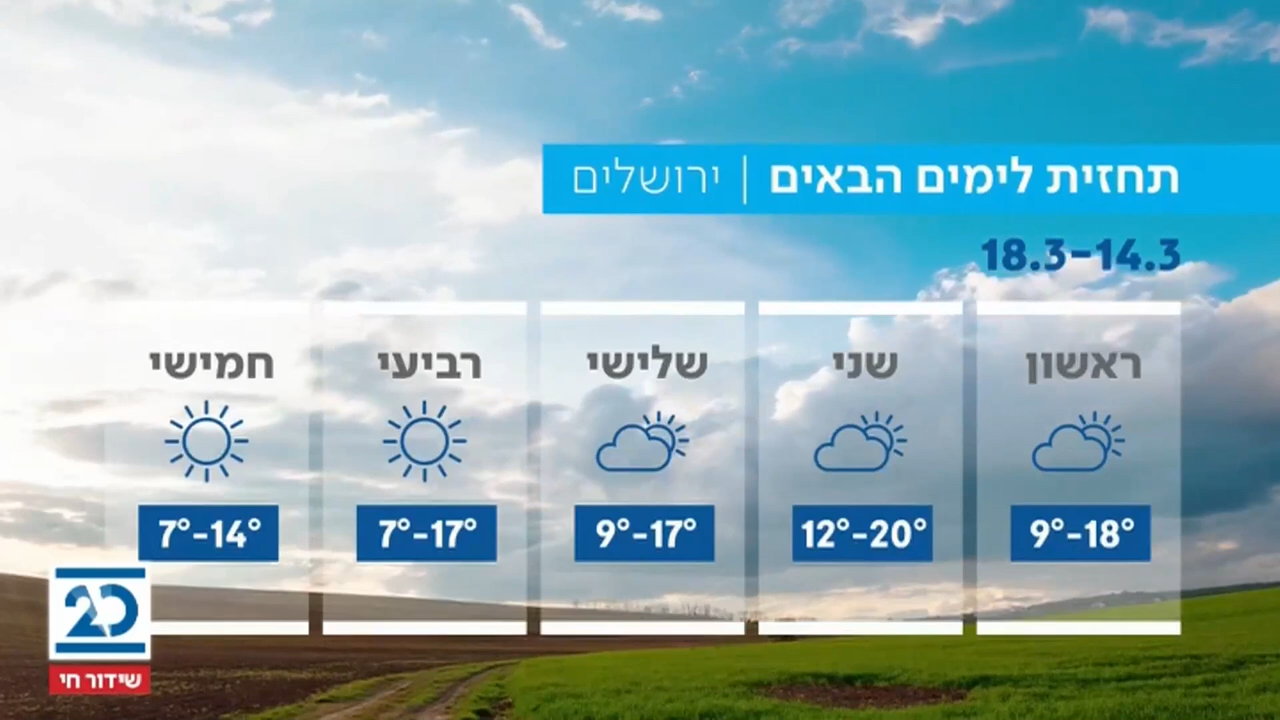 תחזית לימים הבאים | ירושלים
18.3-14.3
ראשון
9°-18°
שני
12°-20°
שלישי
9°-17°
רביעי
7°-17°
חמישי
7°-14°
20
שידור חי